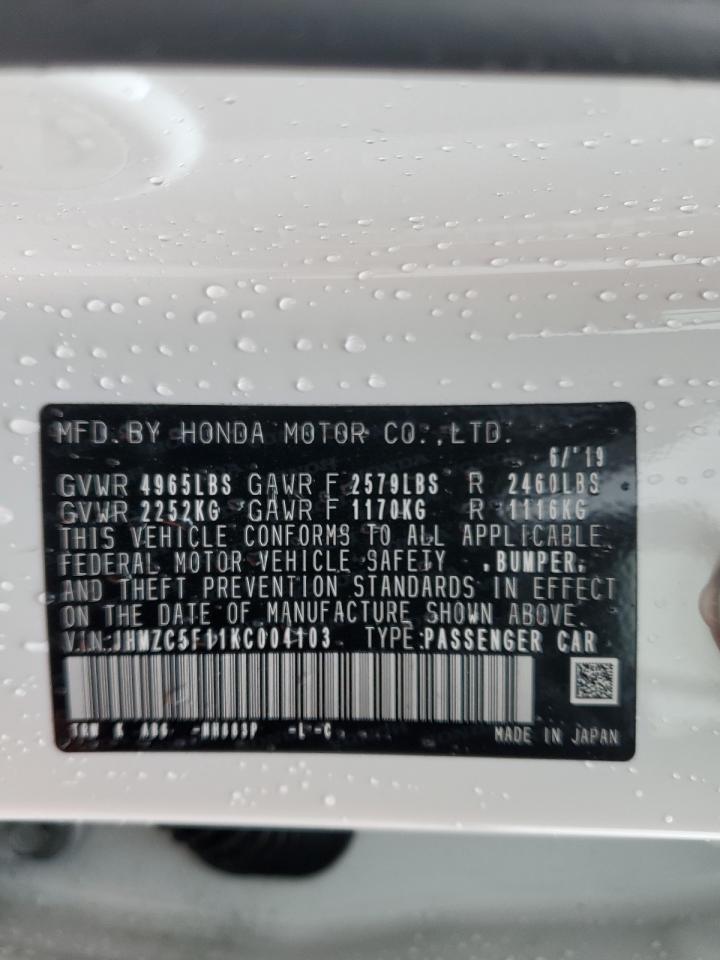 MFD. BY HONDA MOTOR CO.,LTD.
6/'19
GVWR 4965LBS GAWR F 2579LBS R 2460LBS
GVWR 2252KG GAWR F 1170KG R 1116KG
THIS VEHICLE CONFORMS TO ALL APPLICABLE
FEDERAL MOTOR VEHICLE SAFETY ,BUMPER,
AND THEFT PREVENTION STANDARDS IN EFFECT
ON THE DATE OF MANUFACTURE SHOWN ABOVE.
VIN:JHMZC5F11KC004103 TYPE:PASSENGER CAR
-L -C MADE IN JAPAN